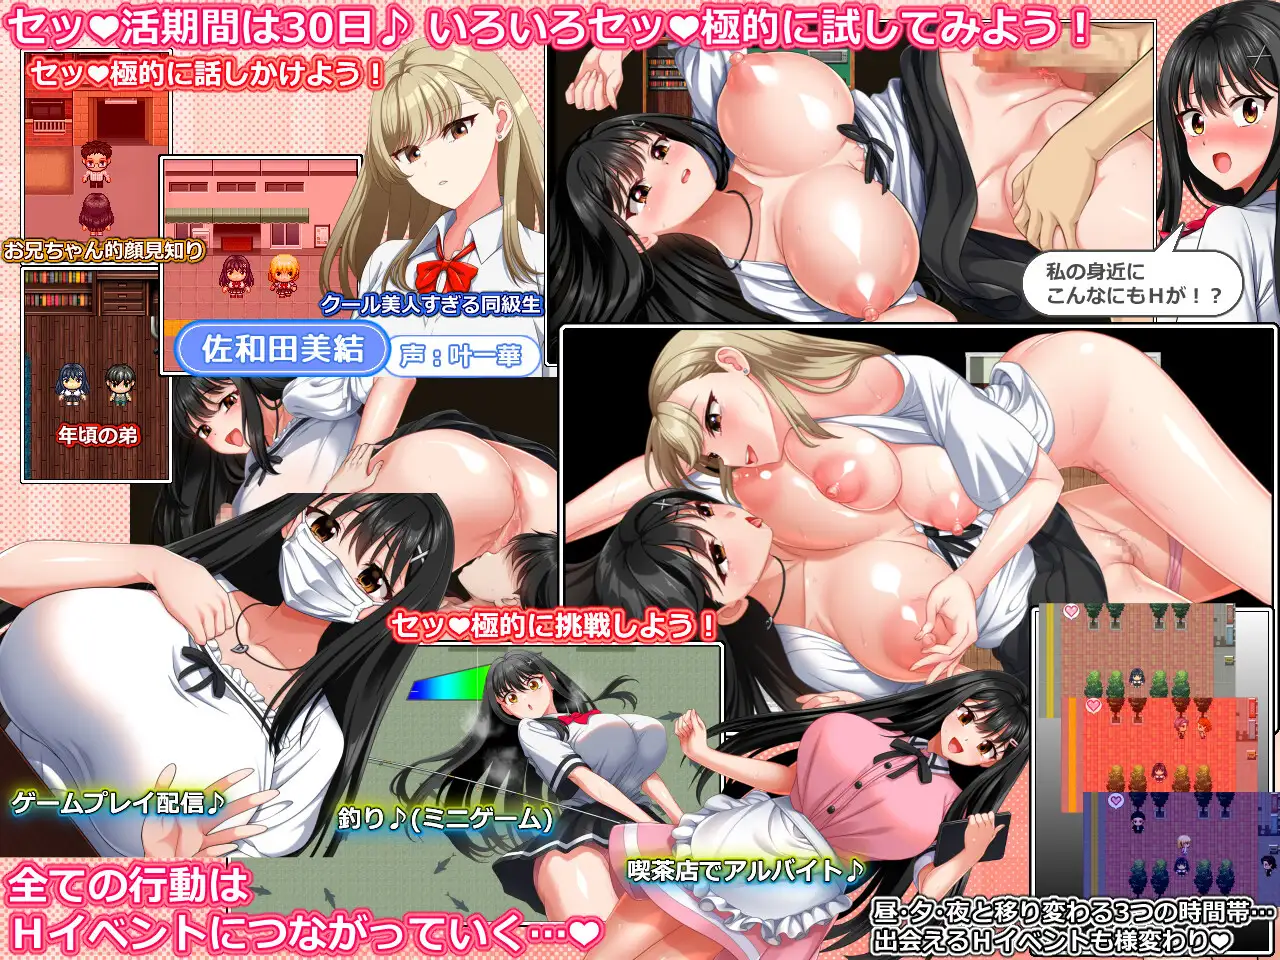 セッ❤活期間は30日♪ いろいろセッ❤極的に試してみよう！
セッ❤極的に話しかけよう！
お兄ちゃん的顔見知り
クール美人すぎる同級生
佐和田美結
声：叶一華
年頃の弟
私の身近に
こんなにもHが！？
セッ❤極的に挑戦しよう！
ゲームプレイ配信♪
釣り♪(ミニゲーム)
喫茶店でアルバイト♪
全ての行動は
Hイベントにつながっていく…❤
昼・夕・夜と移り変わる3つの時間帯…
出会えるHイベントも様変わり❤